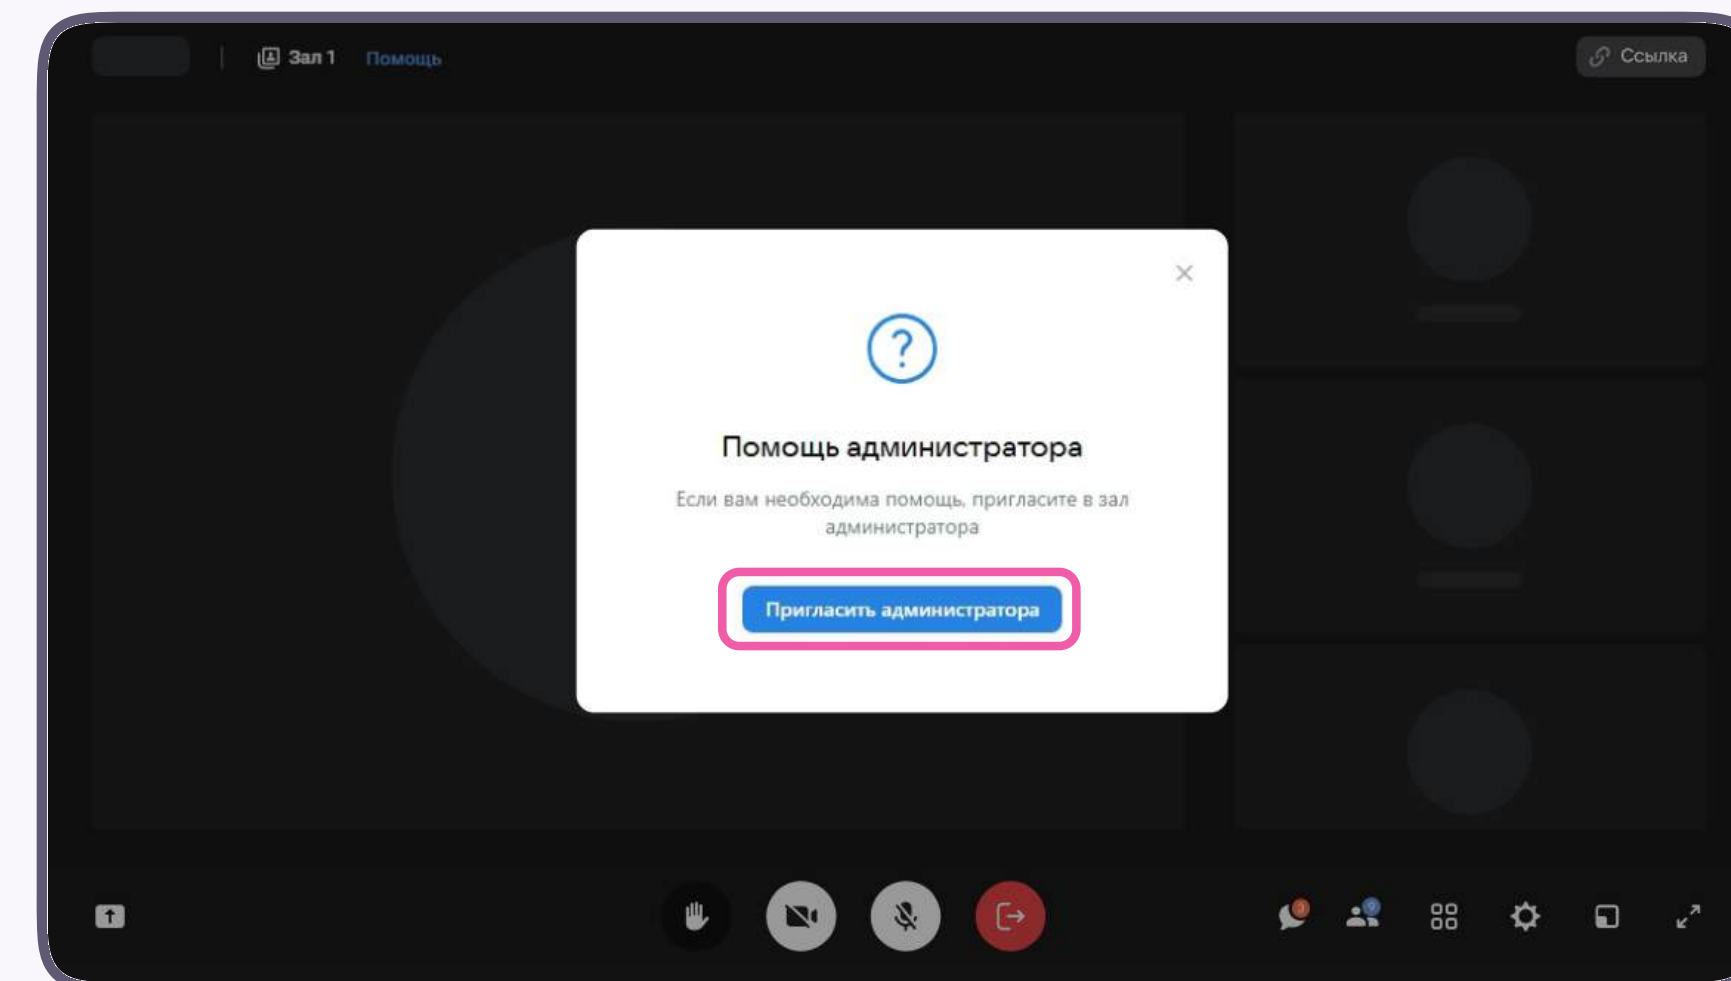 Зал 1
Помощь
Ссылка
?
Помощь администратора
Если вам необходима помощь, пригласите в зал
администратора
Пригласить администратора